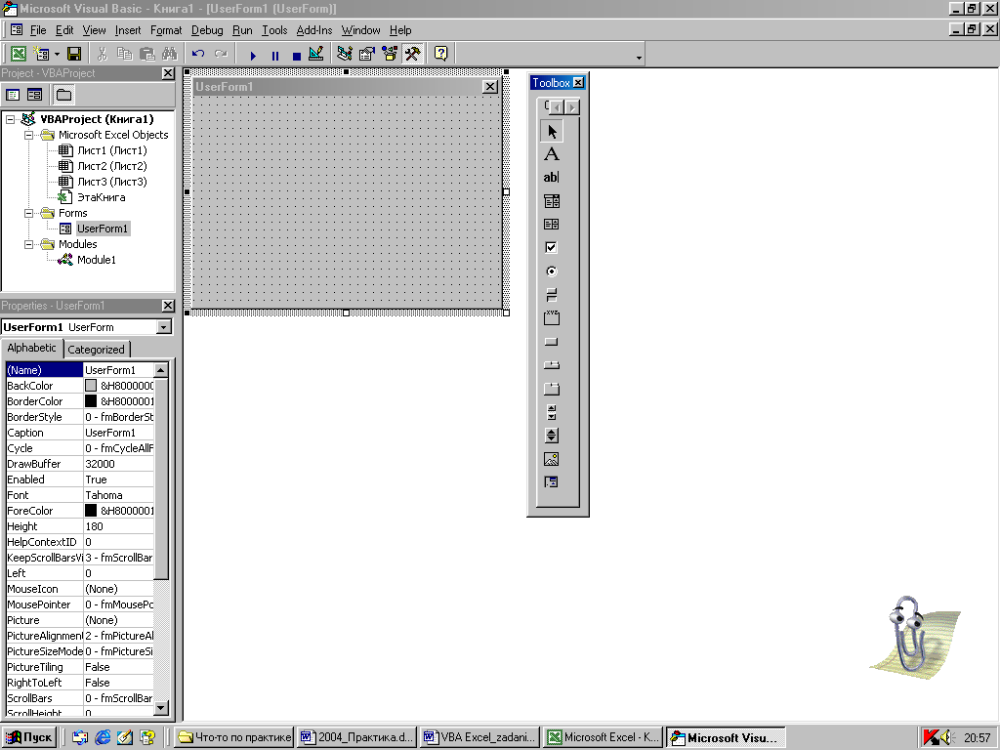 Microsoft Visual Basic - Книга1 - [UserForm1 (UserForm)]
File Edit View Insert Format Debug Run Tools Add-Ins Window Help
Project - VBAProject
VBAProject (Книга1)
Microsoft Excel Objects
Лист1 (Лист1)
Лист2 (Лист2)
Лист3 (Лист3)
ЭтаКнига
Forms
UserForm1
Modules
Module1
Properties - UserForm1
UserForm1 UserForm
Alphabetic Categorized
(Name) UserForm1
BackColor &H8000000
BorderColor &H8000001
BorderStyle 0 - fmBorderSt
Caption UserForm1
Cycle 0 - fmCycleAllF
DrawBuffer 32000
Enabled True
Font Tahoma
ForeColor &H8000001
Height 180
HelpContextID 0
KeepScrollBarsVi 3 - fmScrollBar
Left 0
MouseIcon (None)
MousePointer 0 - fmMousePo
Picture (None)
PictureAlignment 2 - fmPictureAl
PictureSizeMode 0 - fmPictureSi
PictureTiling False
RightToLeft False
ScrollBars 0 - fmScrollBar
ScrollHeight 0
UserForm1
Toolbox
A
ab
xyz
Пуск
Что-то по практике
2004_Практика.d...
VBA Excel_zadani...
Microsoft Excel - К...
Microsoft Visu...
20:57